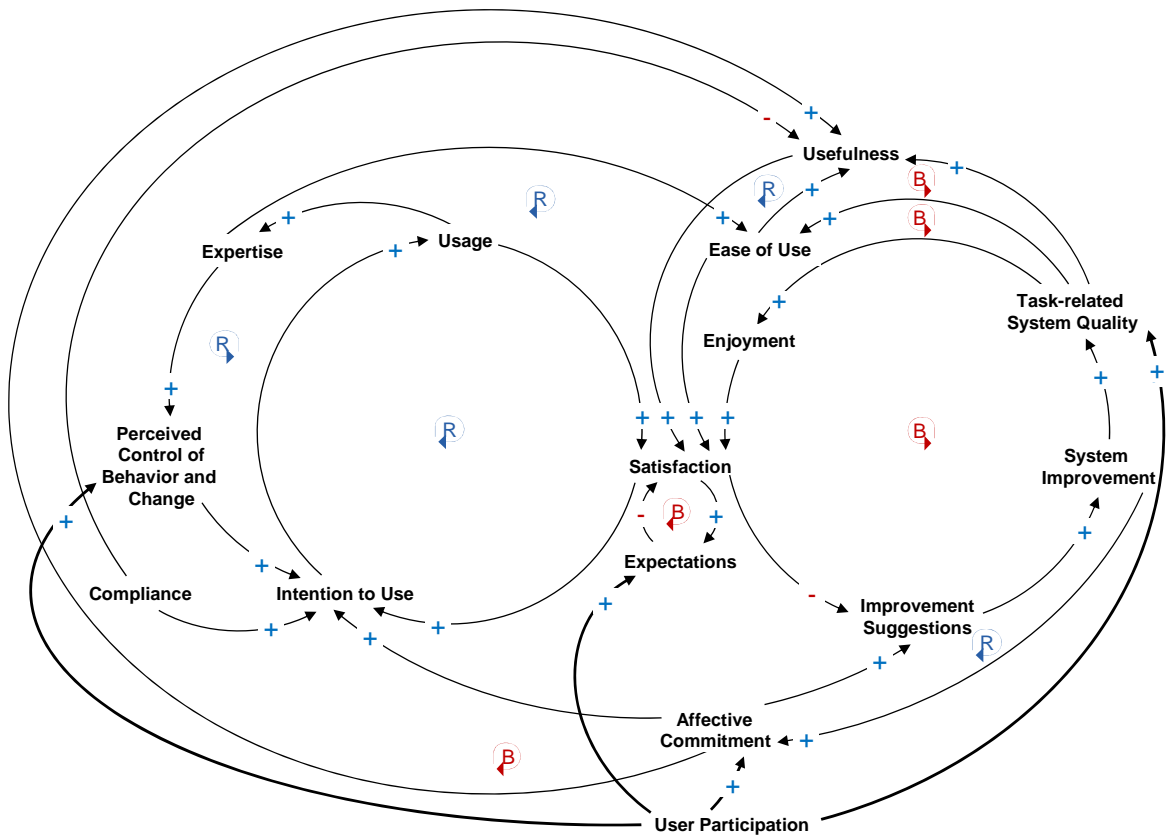 -
+
Usefulness
+
B
R
+
+
+
B
Usage
Expertise
+
R
+
Ease of Use
+
Task-related
System Quality
Enjoyment
R
+
+
+
+
+
+
+
R
B
Perceived
Control of
Behavior and
Change
Satisfaction
System
Improvement
+
-
B
+
+
Expectations
+
Compliance
Intention to Use
+
-
Improvement
Suggestions
+
+
+
R
+
Affective
Commitment
+
B
+
User Participation